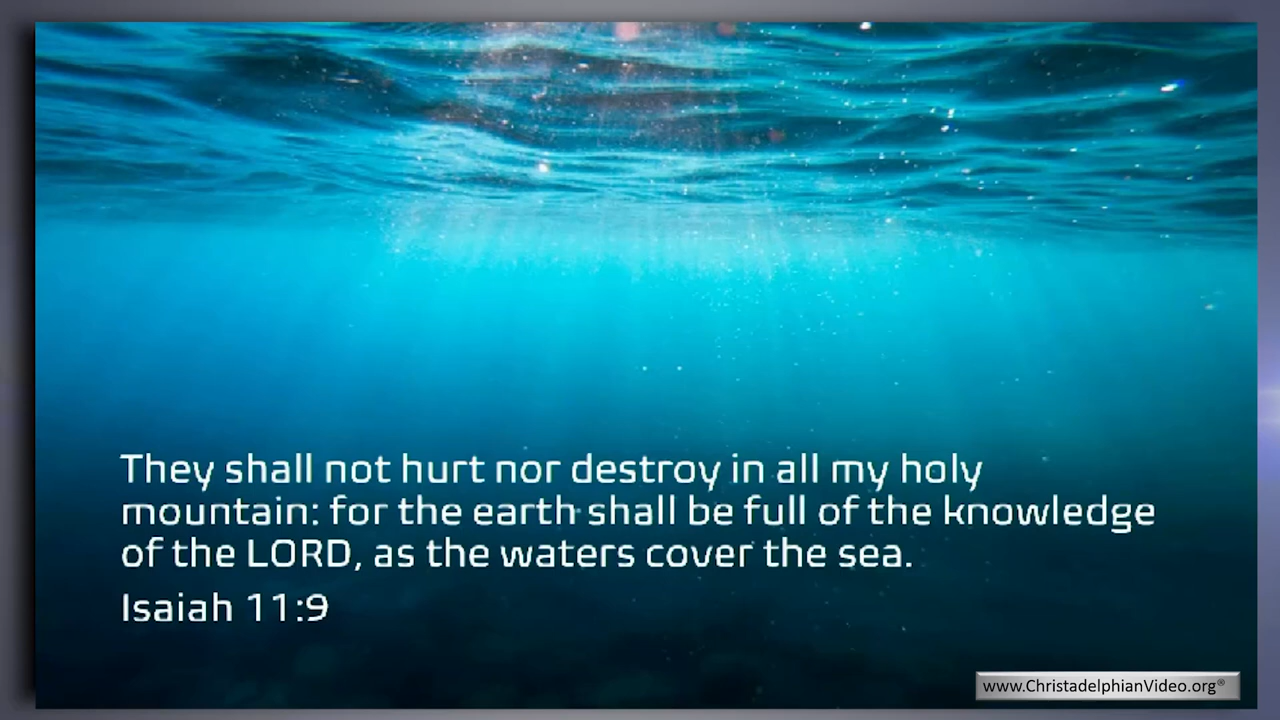 They shall not hurt nor destroy in all my holy
mountain: for the earth shall be full of the knowledge
of the LORD, as the waters cover the sea.
Isaiah 11:9
www.ChristadelphianVideo.org®